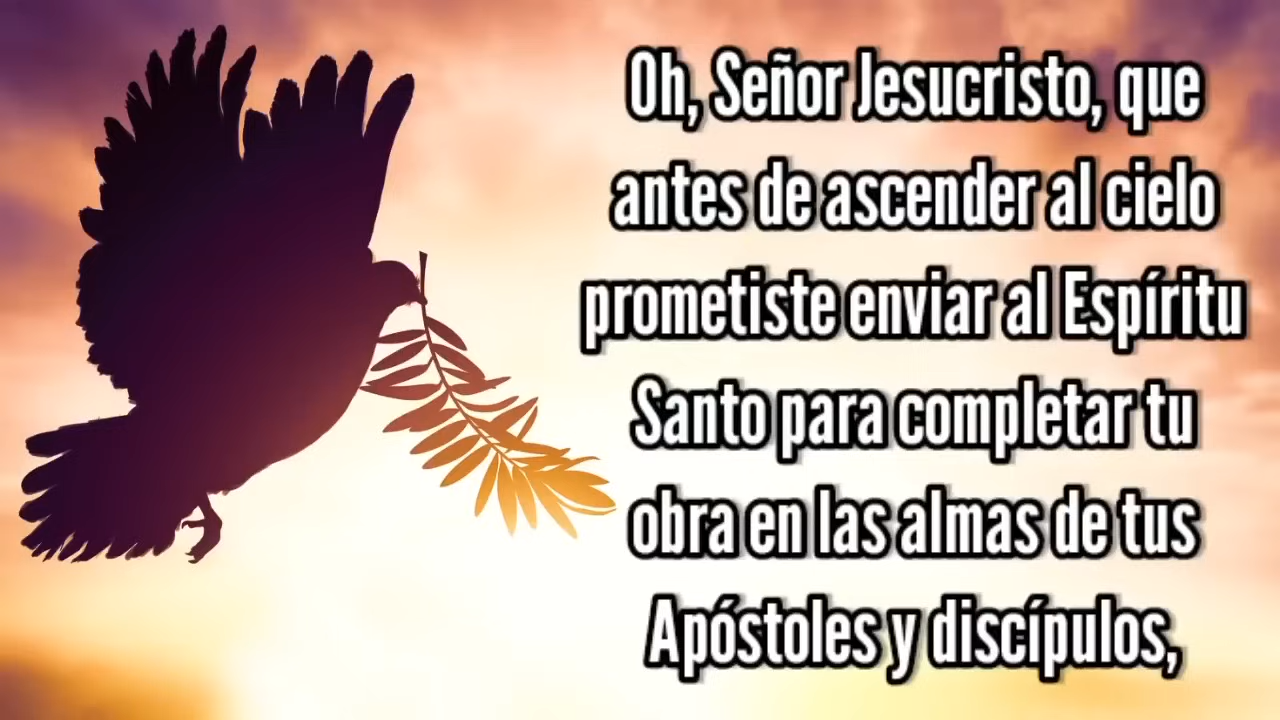 Oh, Señor Jesucristo, que
antes de ascender al cielo
prometiste enviar al Espíritu
Santo para completar tu
obra en las almas de tus
Apóstoles y discípulos,